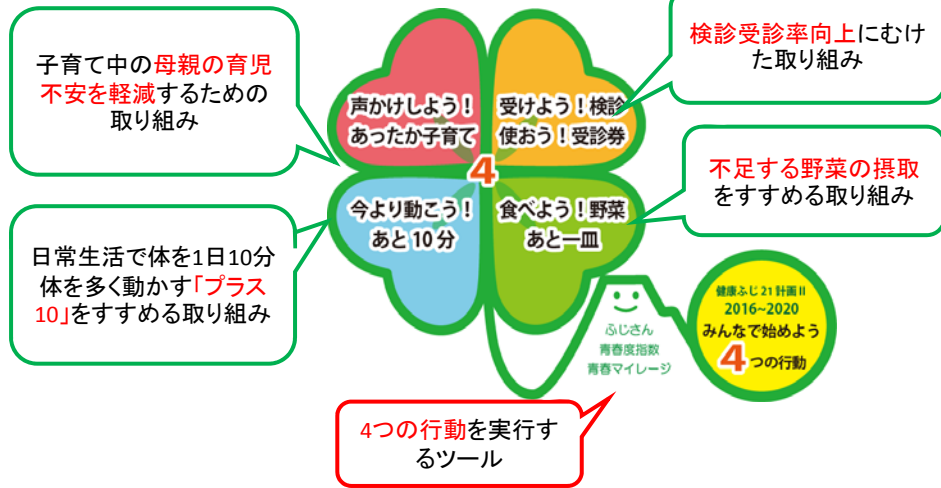 子育て中の母親の育児
不安を軽減するための
取り組み
検診受診率向上にむけ
た取り組み
声かけしよう!
あったか子育て
受けよう!検診
使おう!受診券
4
今より動こう!
あと10分
食べよう!野菜
あと一皿
不足する野菜の摂取
をすすめる取り組み
日常生活で体を1日10分
体を多く動かす「プラス
10」をすすめる取り組み
ふじさん
青春度指数
青春マイレージ
健康ふじ21計画Ⅱ
2016~2020
みんなで始めよう
4つの行動
4つの行動を実行す
るツール